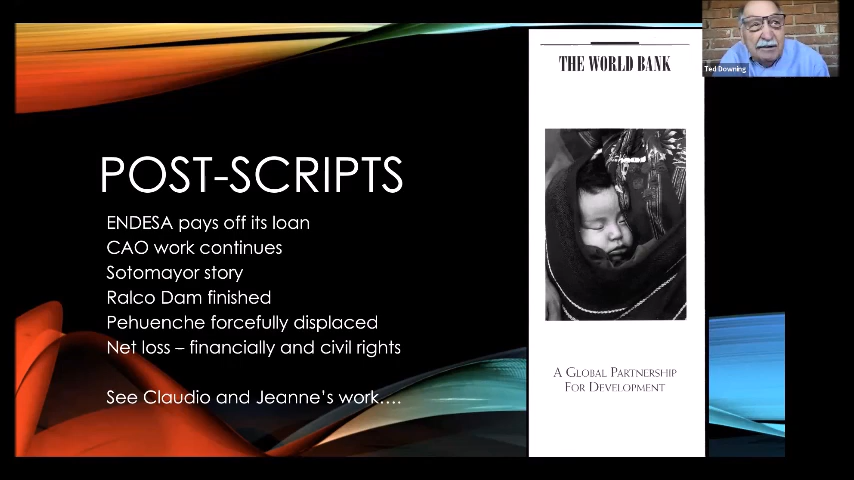 POST-SCRIPTS
ENDESA pays off its loan
CAO work continues
Sotomayor story
Ralco Dam finished
Pehuenche forcefully displaced
Net loss – financially and civil rights
See Claudio and Jeanne's work….
THE WORLD BANK
A GLOBAL PARTNERSHIP
FOR DEVELOPMENT
Ted Downing